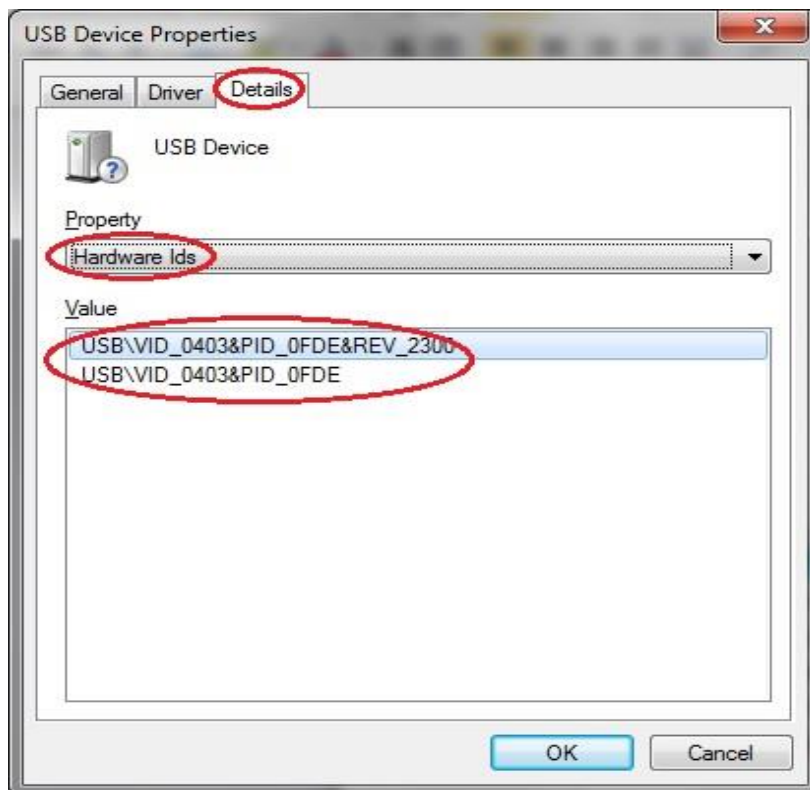 USB Device Properties
General Driver Details
USB Device
Property
Hardware Ids
Value
USB\VID_0403&PID_0FDE&REV_2300
USB\VID_0403&PID_0FDE
OK Cancel